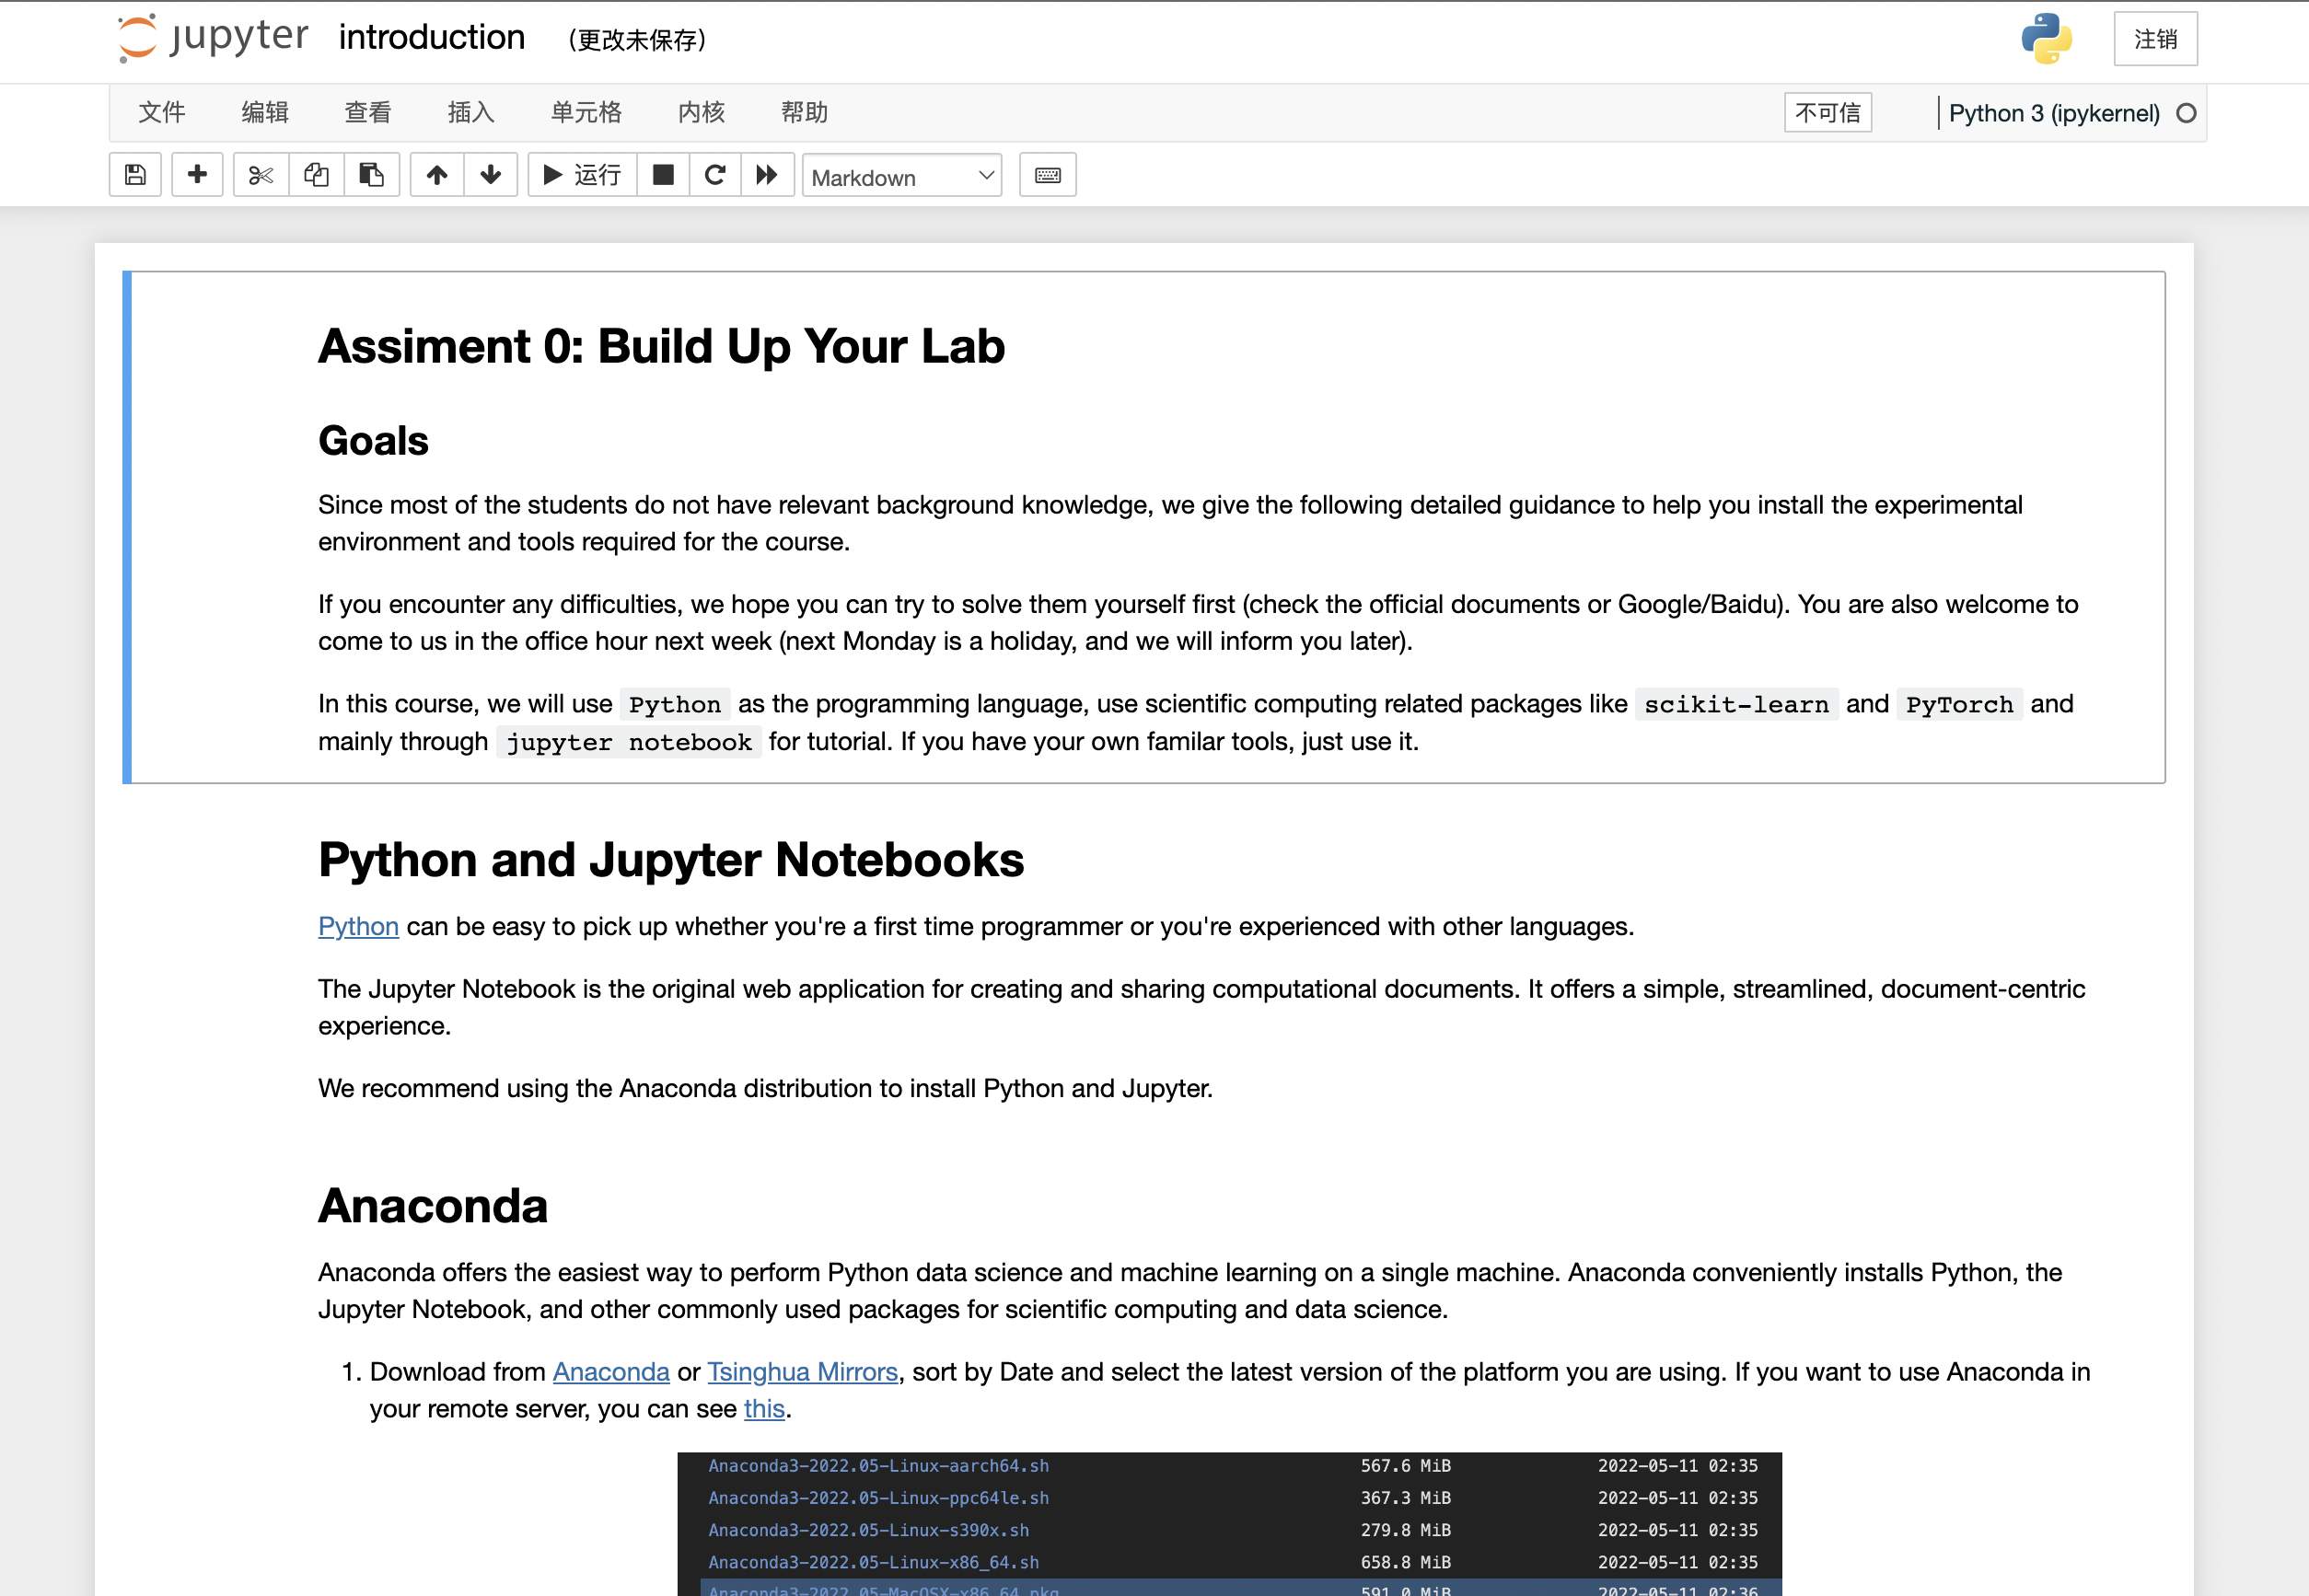 jupyter introduction (更改未保存) 注销
文件 编辑 查看 插入 单元格 内核 帮助 不可信 Python 3 (ipykernel)
运行 Markdown
Assiment 0: Build Up Your Lab
Goals
Since most of the students do not have relevant background knowledge, we give the following detailed guidance to help you install the experimental
environment and tools required for the course.
If you encounter any difficulties, we hope you can try to solve them yourself first (check the official documents or Google/Baidu). You are also welcome to
come to us in the office hour next week (next Monday is a holiday, and we will inform you later).
In this course, we will use Python as the programming language, use scientific computing related packages like scikit-learn and PyTorch and
mainly through jupyter notebook for tutorial. If you have your own familar tools, just use it.
Python and Jupyter Notebooks
Python can be easy to pick up whether you're a first time programmer or you're experienced with other languages.
The Jupyter Notebook is the original web application for creating and sharing computational documents. It offers a simple, streamlined, document-centric
experience.
We recommend using the Anaconda distribution to install Python and Jupyter.
Anaconda
Anaconda offers the easiest way to perform Python data science and machine learning on a single machine. Anaconda conveniently installs Python, the
Jupyter Notebook, and other commonly used packages for scientific computing and data science.
1. Download from Anaconda or Tsinghua Mirrors, sort by Date and select the latest version of the platform you are using. If you want to use Anaconda in
your remote server, you can see this.
Anaconda3-2022.05-Linux-aarch64.sh 567.6 MiB 2022-05-11 02:35
Anaconda3-2022.05-Linux-ppc64le.sh 367.3 MiB 2022-05-11 02:35
Anaconda3-2022.05-Linux-s390x.sh 279.8 MiB 2022-05-11 02:35
Anaconda3-2022.05-Linux-x86_64.sh 658.8 MiB 2022-05-11 02:35
Anaconda3-2022.05-MacOSX-x86_64.pkg 591.0 MiB 2022-05-11 02:36